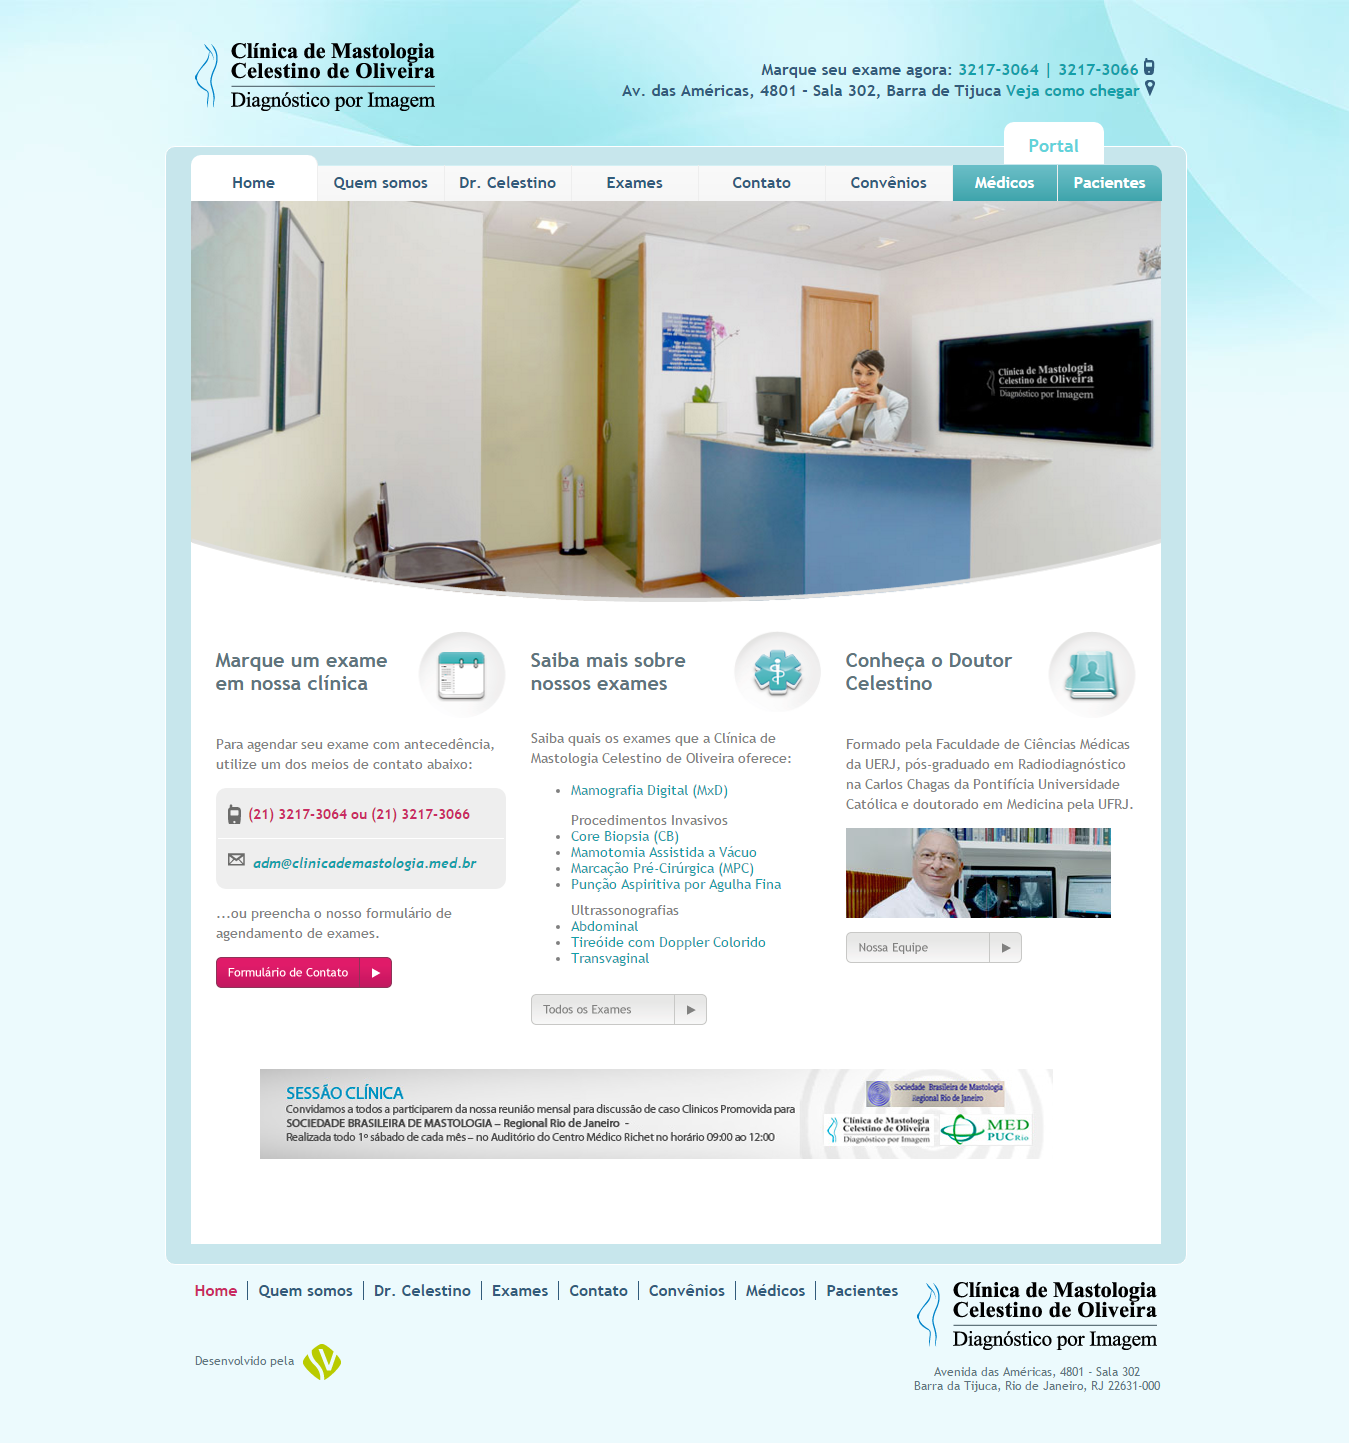 Clínica de Mastologia
Celestino de Oliveira
Diagnóstico por Imagem
Marque seu exame agora: 3217-3064 | 3217-3066
Av. das Américas, 4801 - Sala 302, Barra de Tijuca Veja como chegar
Portal
Home Quem somos Dr. Celestino Exames Contato Convênios Médicos Pacientes
Clínica de Mastologia
Celestino de Oliveira
Diagnóstico por Imagem
Marque um exame
em nossa clínica
Para agendar seu exame com antecedência,
utilize um dos meios de contato abaixo:
(21) 3217-3064 ou (21) 3217-3066
adm@clinicademastologia.med.br
...ou preencha o nosso formulário de
agendamento de exames.
Formulário de Contato
Saiba mais sobre
nossos exames
Saiba quais os exames que a Clínica de
Mastologia Celestino de Oliveira oferece:
• Mamografia Digital (MxD)
Procedimentos Invasivos
• Core Biopsia (CB)
• Mamotomia Assistida a Vácuo
• Marcação Pré-Cirúrgica (MPC)
• Punção Aspiritiva por Agulha Fina
Ultrassonografias
• Abdominal
• Tireóide com Doppler Colorido
• Transvaginal
Todos os Exames
Conheça o Doutor
Celestino
Formado pela Faculdade de Ciências Médicas
da UERJ, pós-graduado em Radiodiagnóstico
na Carlos Chagas da Pontifícia Universidade
Católica e doutorado em Medicina pela UFRJ.
Nossa Equipe
SESSÃO CLÍNICA
Convidamos a todos a participarem da nossa reunião mensal para discussão de caso Clinicos Promovida para
SOCIEDADE BRASILEIRA DE MASTOLOGIA – Regional Rio de Janeiro -
Realizada todo 1º sábado de cada mês – no Auditório do Centro Médico Richet no horário 09:00 ao 12:00
Sociedade Brasileira de Mastologia
Regional Rio de Janeiro
Clínica de Mastologia
Celestino de Oliveira
Diagnóstico por Imagem
MED
PUCRio
Home Quem somos Dr. Celestino Exames Contato Convênios Médicos Pacientes
Clínica de Mastologia
Celestino de Oliveira
Diagnóstico por Imagem
Desenvolvido pela
Avenida das Américas, 4801 - Sala 302
Barra da Tijuca, Rio de Janeiro, RJ 22631-000